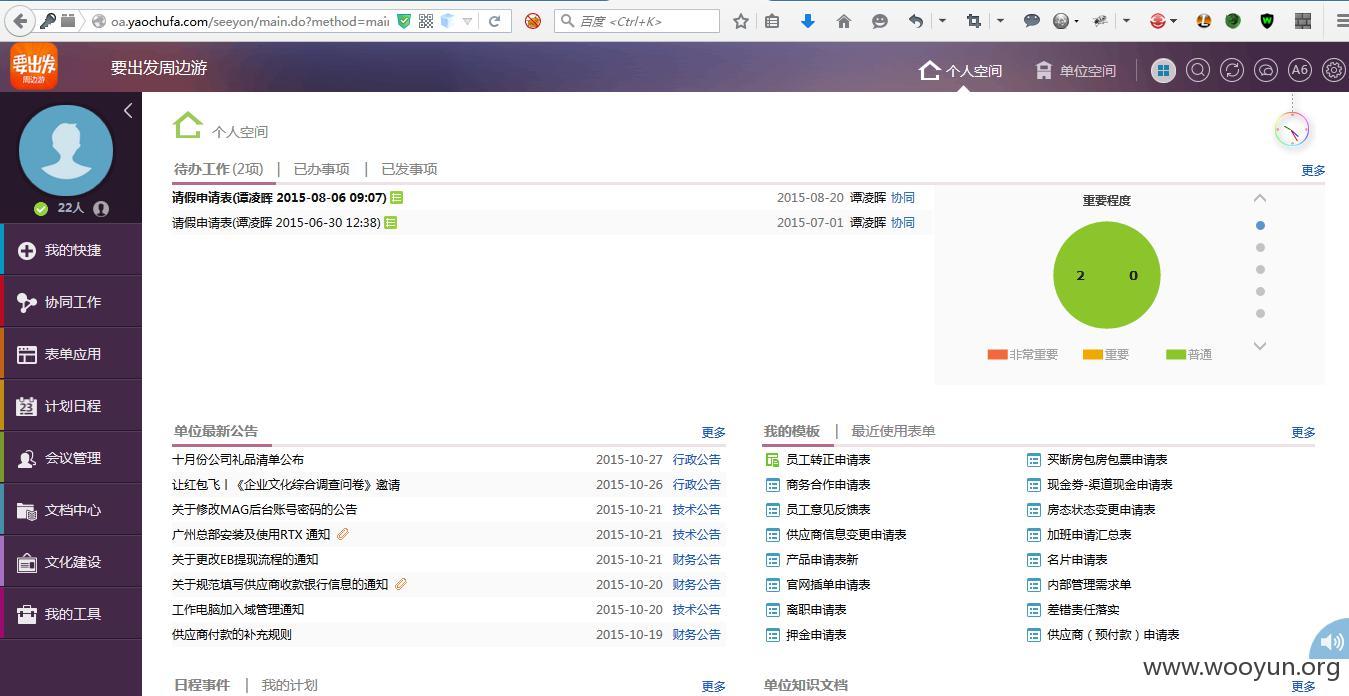 oa.yaochufa.com/seeyon/main.do?method=mai
百度 <Ctrl+K>
要出发
周边游
要出发周边游
个人空间
单位空间
A6
22人
我的快捷
协同工作
表单应用
23
计划日程
会议管理
文档中心
文化建设
我的工具
个人空间
待办工作(2项) | 已办事项 | 已发事项
更多
请假申请表(谭凌晖 2015-08-06 09:07) 2015-08-20 谭凌晖 协同
请假申请表(谭凌晖 2015-06-30 12:38) 2015-07-01 谭凌晖 协同
重要程度
2 0
非常重要 重要 普通
单位最新公告 更多
十月份公司礼品清单公布 2015-10-27 行政公告
让红包飞丨《企业文化综合调查问卷》邀请 2015-10-26 行政公告
关于修改MAG后台账号密码的公告 2015-10-21 技术公告
广州总部安装及使用RTX 通知 2015-10-21 技术公告
关于更改EB提现流程的通知 2015-10-21 财务公告
关于规范填写供应商收款银行信息的通知 2015-10-20 财务公告
工作电脑加入域管理通知 2015-10-20 技术公告
供应商付款的补充规则 2015-10-19 财务公告
我的模板 | 最近使用表单 更多
员工转正申请表 买断房包房包票申请表
商务合作申请表 现金券-渠道现金申请表
员工意见反馈表 房态状态变更申请表
供应商信息变更申请表 加班申请汇总表
产品申请表新 名片申请表
官网插单申请表 内部管理需求单
离职申请表 差错责任落实
押金申请表 供应商（预付款）申请表
日程事件 | 我的计划 更多
单位知识文档 更多
www.wooyun.org